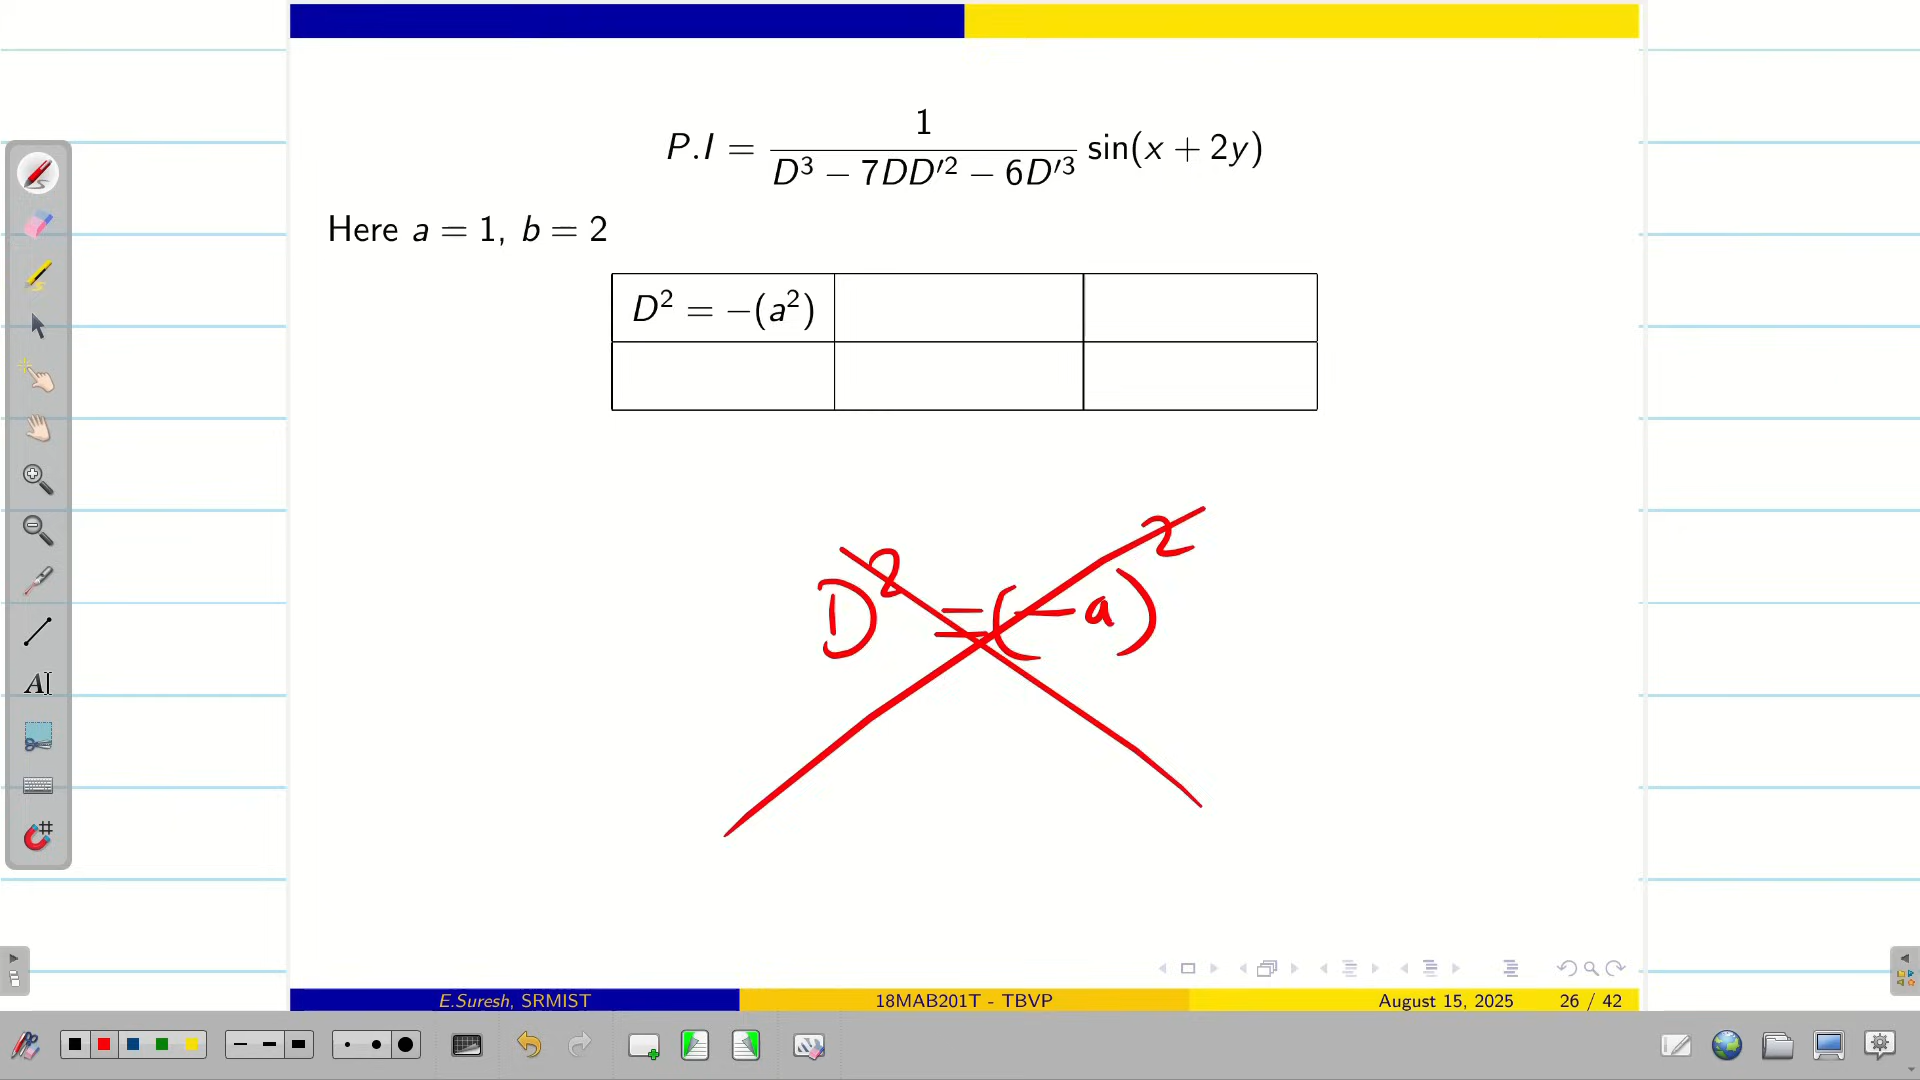 P.I = 1 / (D³ − 7DD′² − 6D′³) sin(x + 2y)
Here a = 1, b = 2
D² = −(a²)
D² = (−a)²
E.Suresh, SRMIST 18MAB201T - TBVP August 15, 2025 26 / 42